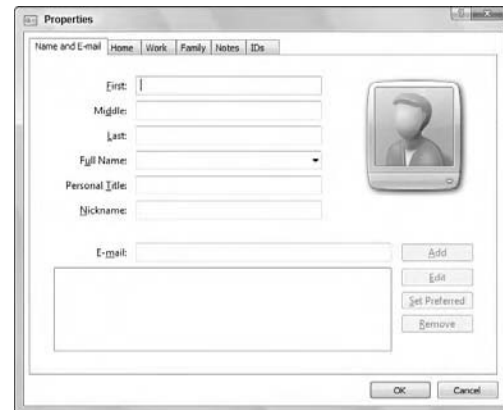 Properties
Name and E-mail Home Work Family Notes IDs
First:
Middle:
Last:
Full Name:
Personal Title:
Nickname:
E-mail: Add
Edit
Set Preferred
Remove
OK Cancel